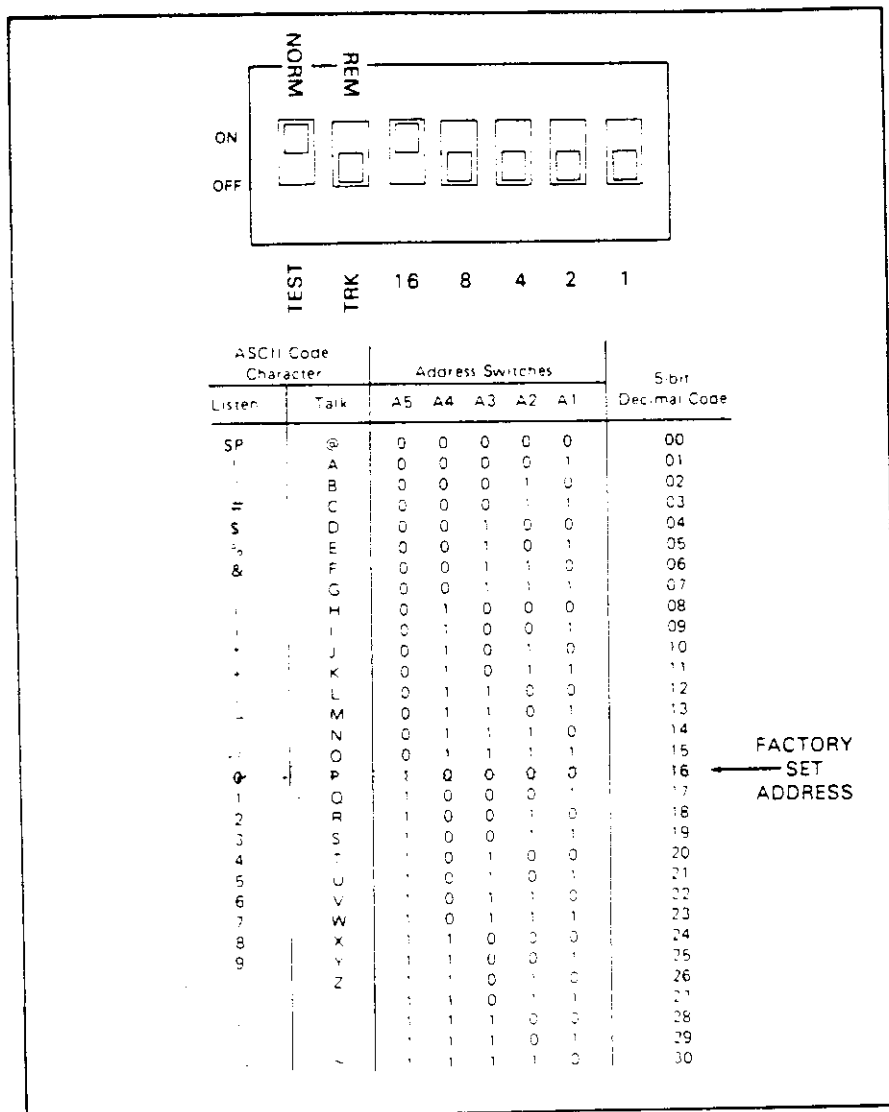 NORM REM
ON
OFF
TEST TRK 16 8 4 2 1
ASCII Code Character Address Switches 5-bit Decimal Code
Listen Talk A5 A4 A3 A2 A1
SP @ 0 0 0 0 0 00
A 0 0 0 0 1 01
B 0 0 0 1 0 02
# C 0 0 0 1 1 03
$ D 0 0 1 0 0 04
% E 0 0 1 0 1 05
& F 0 0 1 1 0 06
G 0 0 1 1 1 07
H 0 1 0 0 0 08
I 0 1 0 0 1 09
J 0 1 0 1 0 10
+ K 0 1 0 1 1 11
L 0 1 1 0 0 12
- M 0 1 1 0 1 13
N 0 1 1 1 0 14
O 0 1 1 1 1 15
0 P 1 0 0 0 0 16 FACTORY SET ADDRESS
1 Q 1 0 0 0 1 17
2 R 1 0 0 1 0 18
3 S 1 0 0 1 1 19
4 T 1 0 1 0 0 20
5 U 1 0 1 0 1 21
6 V 1 0 1 1 0 22
7 W 1 0 1 1 1 23
8 X 1 1 0 0 0 24
9 Y 1 1 0 0 1 25
Z 1 1 0 1 0 26
1 1 0 1 1 27
1 1 1 0 0 28
1 1 1 0 1 29
~ 1 1 1 1 0 30